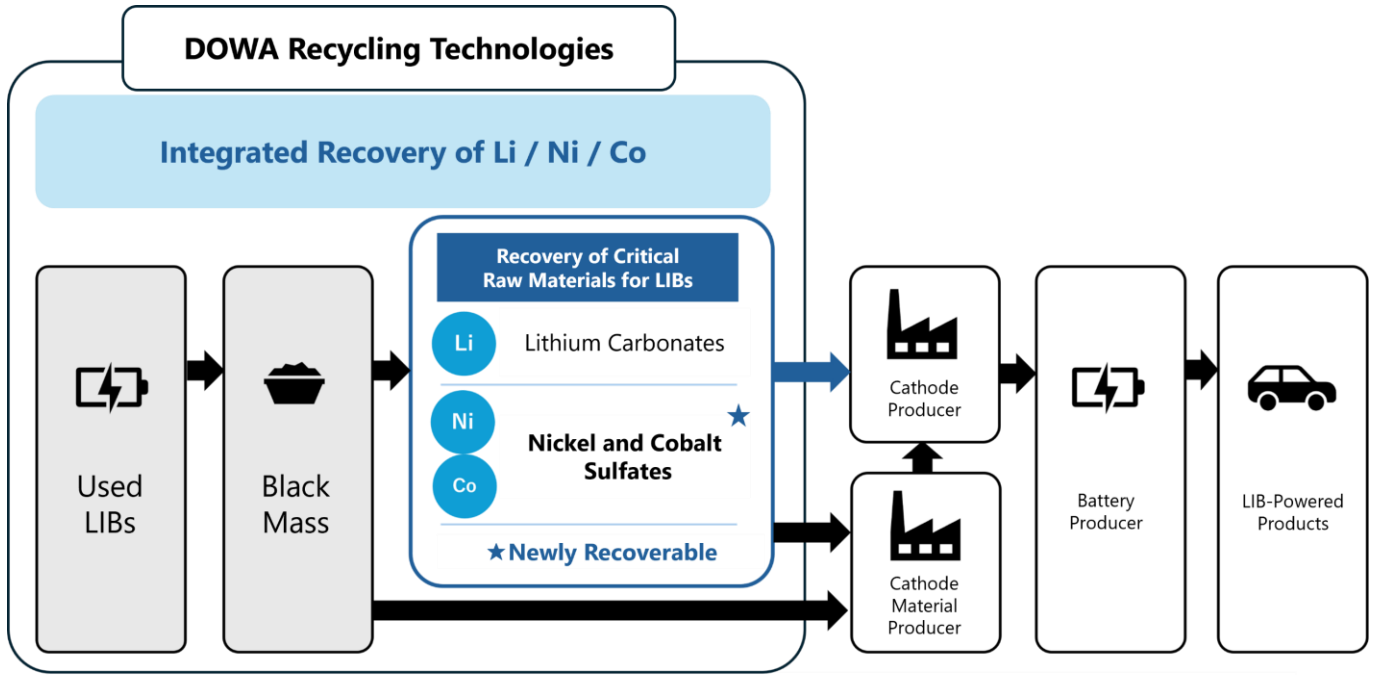 DOWA Recycling Technologies
Integrated Recovery of Li / Ni / Co
Used
LIBs
Black
Mass
Recovery of Critical
Raw Materials for LIBs
Li
Lithium Carbonates
Ni
Co
Nickel and Cobalt
Sulfates
★
★Newly Recoverable
Cathode
Producer
Cathode
Material
Producer
Battery
Producer
LIB-Powered
Products